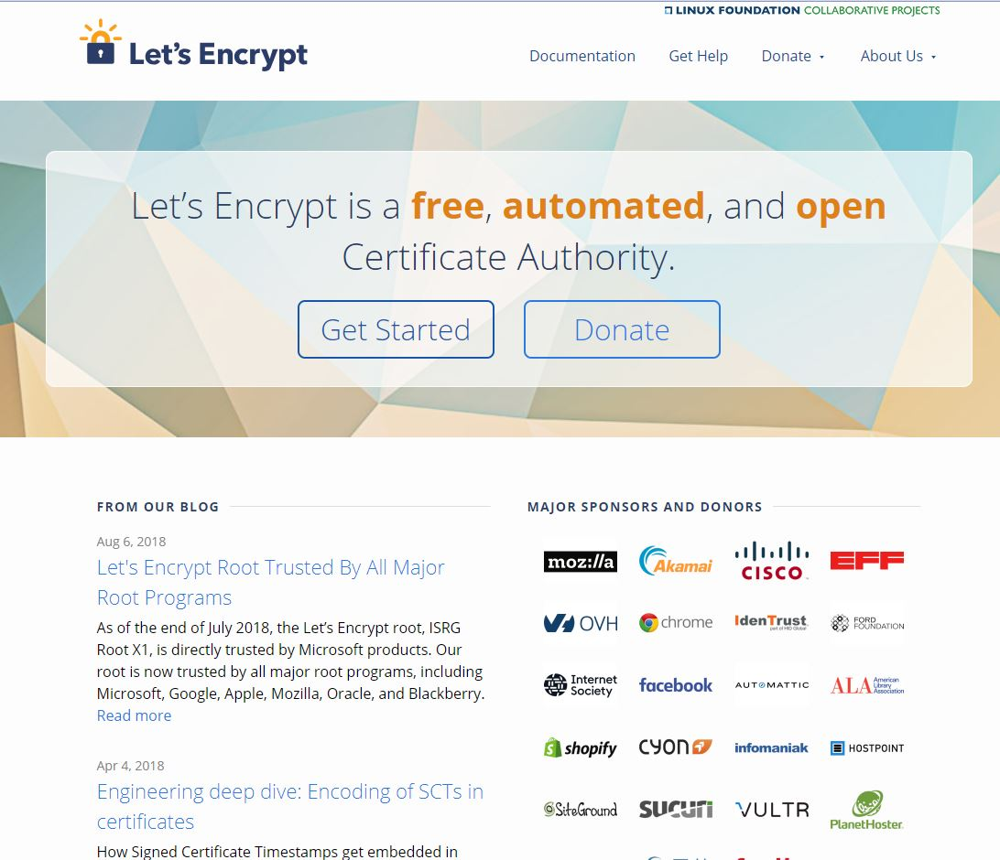 LINUX FOUNDATION COLLABORATIVE PROJECTS
Let's Encrypt
Documentation Get Help Donate About Us
Let’s Encrypt is a free, automated, and open
Certificate Authority.
Get Started Donate
FROM OUR BLOG
Aug 6, 2018
Let's Encrypt Root Trusted By All Major
Root Programs
As of the end of July 2018, the Let’s Encrypt root, ISRG
Root X1, is directly trusted by Microsoft products. Our
root is now trusted by all major root programs, including
Microsoft, Google, Apple, Mozilla, Oracle, and Blackberry.
Read more
Apr 4, 2018
Engineering deep dive: Encoding of SCTs in
certificates
How Signed Certificate Timestamps get embedded in
MAJOR SPONSORS AND DONORS
moz://a Akamai CISCO EFF
OVH chrome IdenTrust part of HID Global FORD FOUNDATION
Internet Society facebook AUTOMATTIC ALA American Library Association
shopify CYON infomaniak HOSTPOINT
SiteGround SUCURI VULTR PlanetHoster